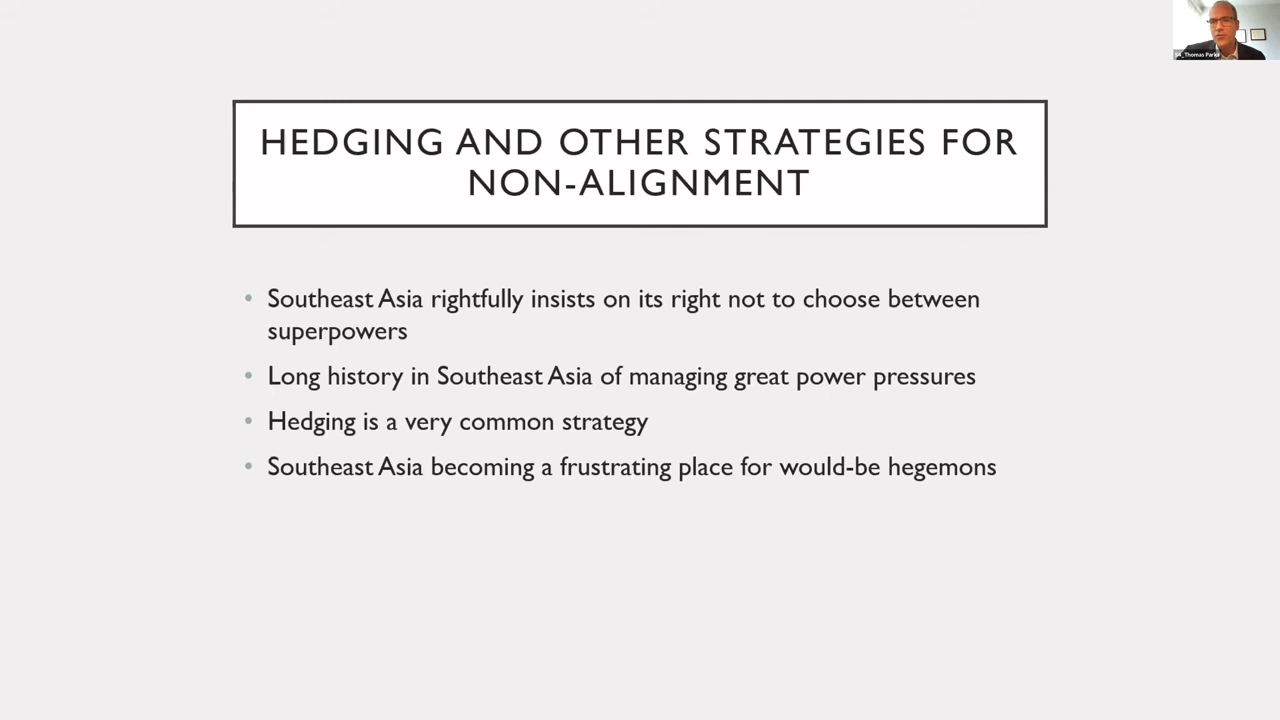 HEDGING AND OTHER STRATEGIES FOR
NON-ALIGNMENT
• Southeast Asia rightfully insists on its right not to choose between
superpowers
• Long history in Southeast Asia of managing great power pressures
• Hedging is a very common strategy
• Southeast Asia becoming a frustrating place for would-be hegemons
Thomas